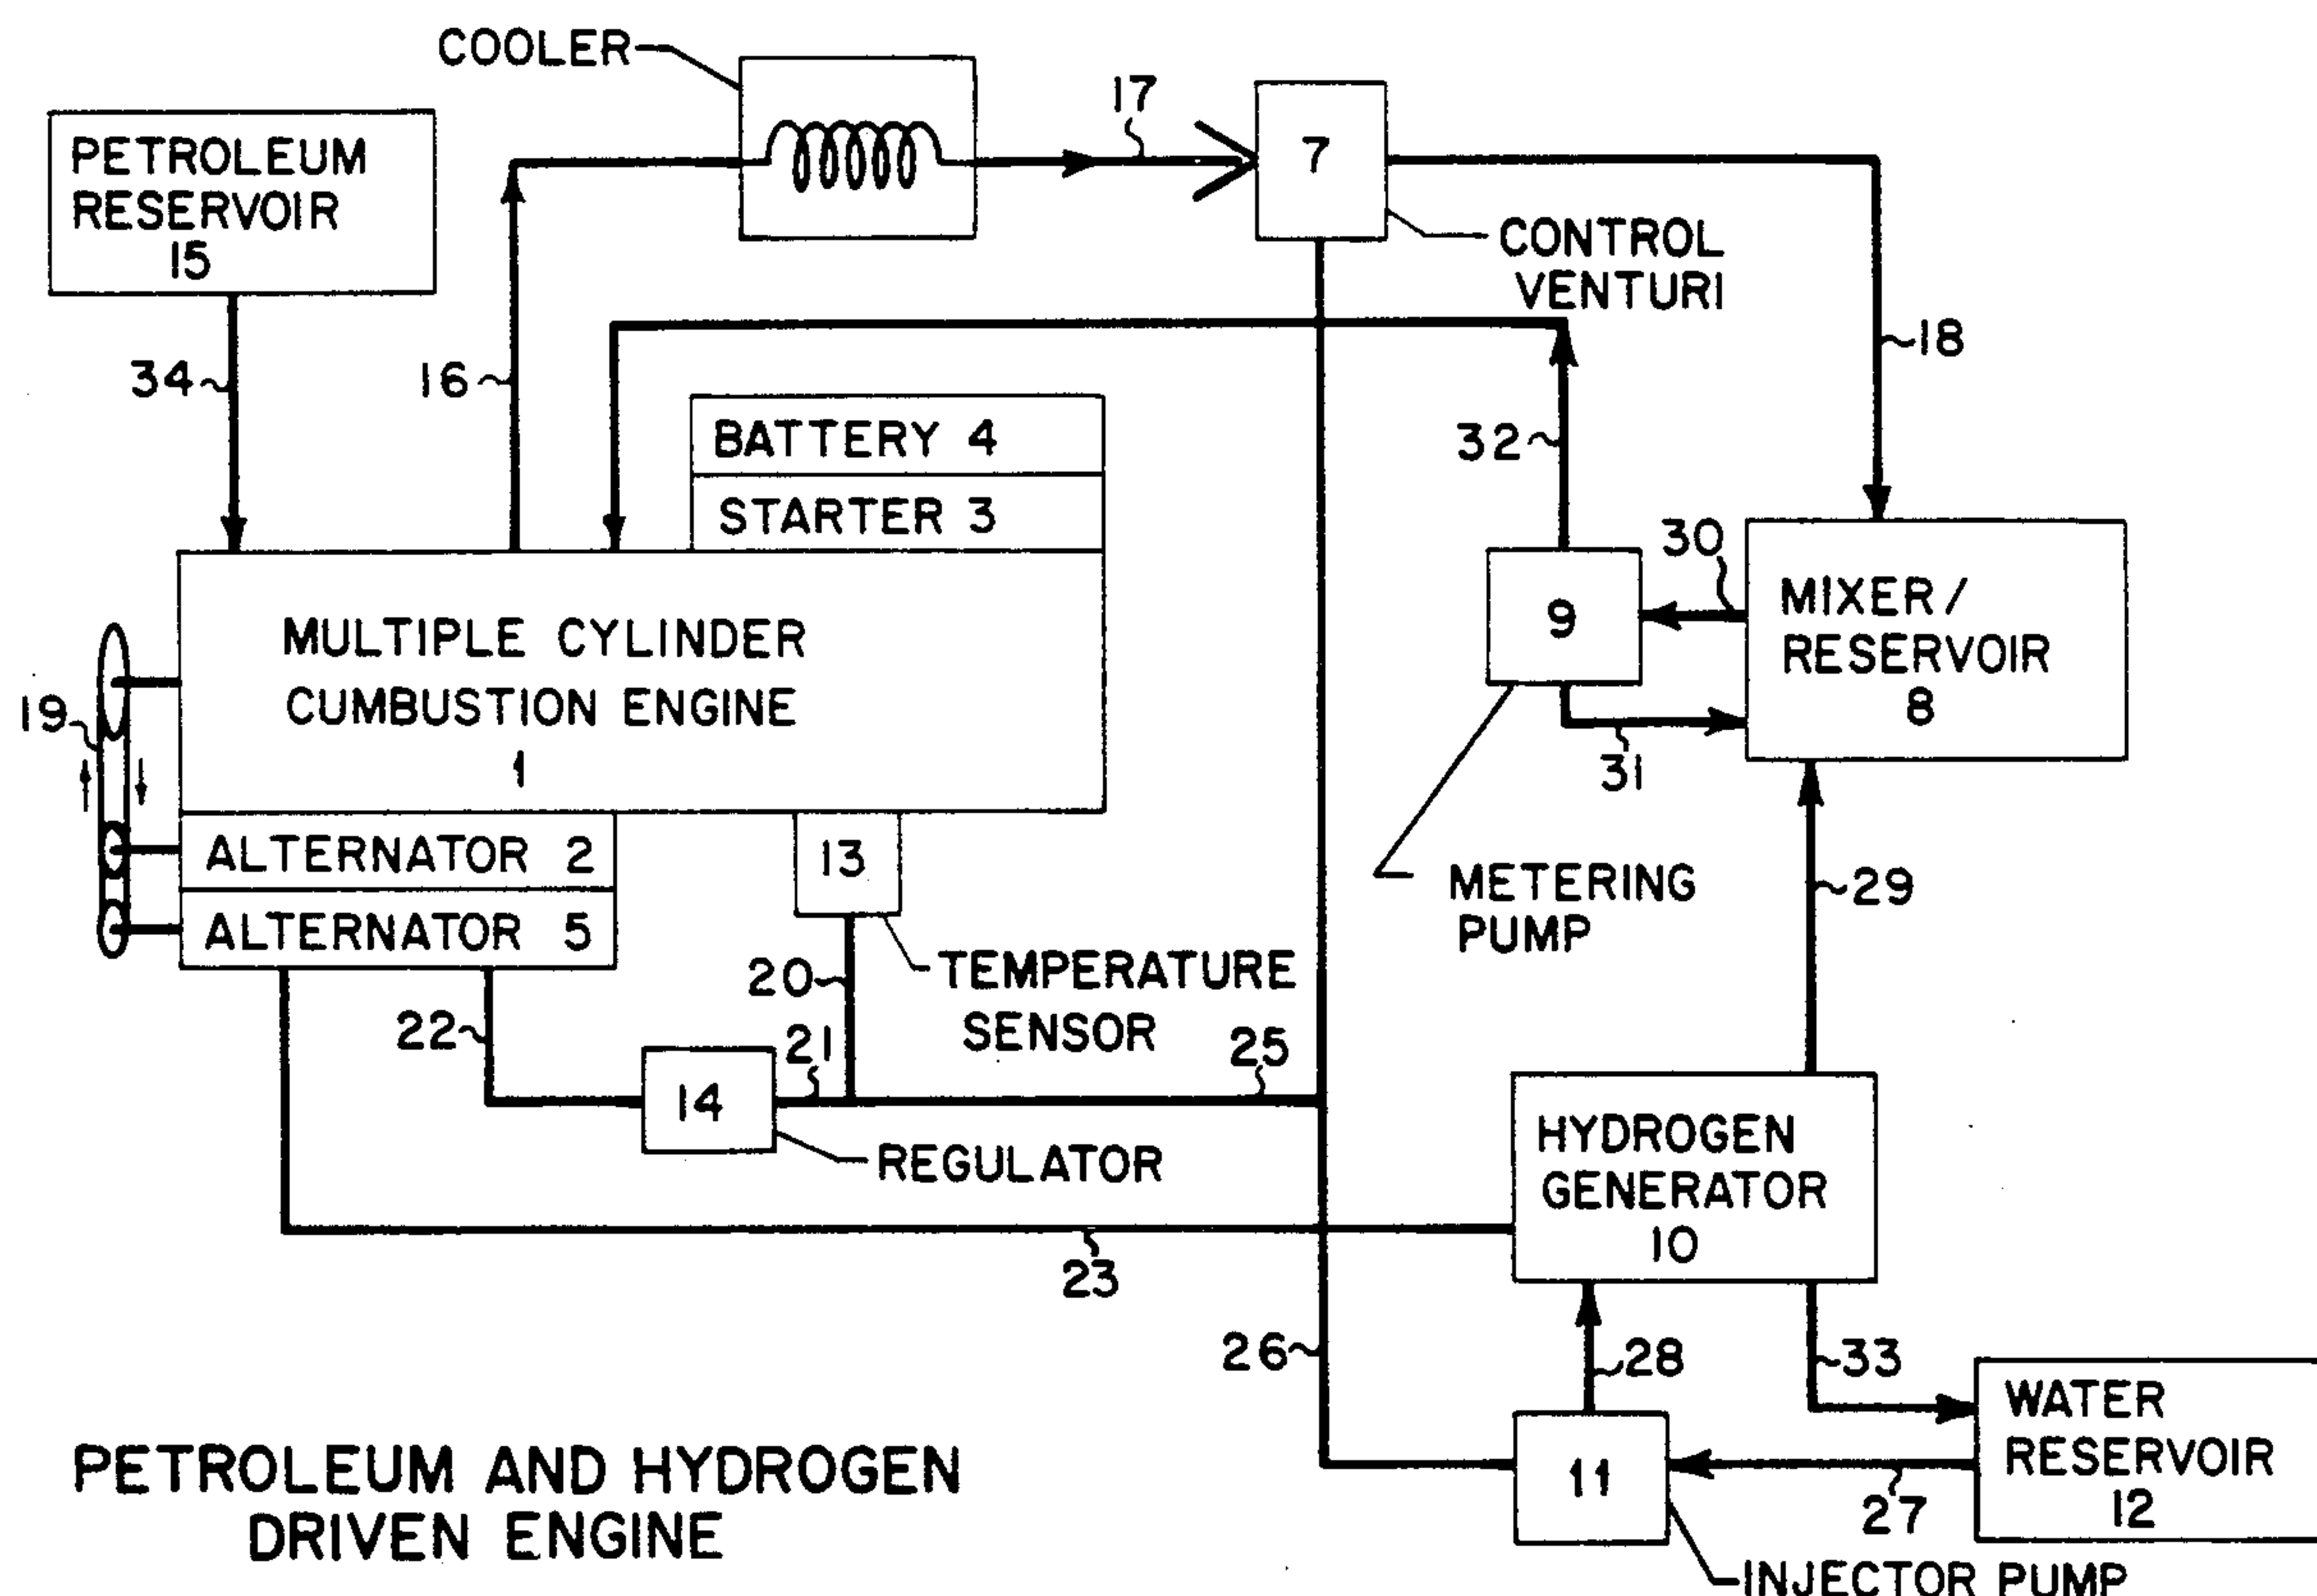 COOLER
17
PETROLEUM
RESERVOIR
15
7
CONTROL
VENTURI
18
34
16
BATTERY 4
STARTER 3
32
30
9
MIXER/
RESERVOIR
8
31
MULTIPLE CYLINDER
CUMBUSTION ENGINE
1
19
ALTERNATOR 2
ALTERNATOR 5
13
METERING
PUMP
29
20
TEMPERATURE
SENSOR
22
14
21
25
REGULATOR
HYDROGEN
GENERATOR
10
23
26
28
33
WATER
RESERVOIR
12
11
27
INJECTOR PUMP
PETROLEUM AND HYDROGEN
DRIVEN ENGINE